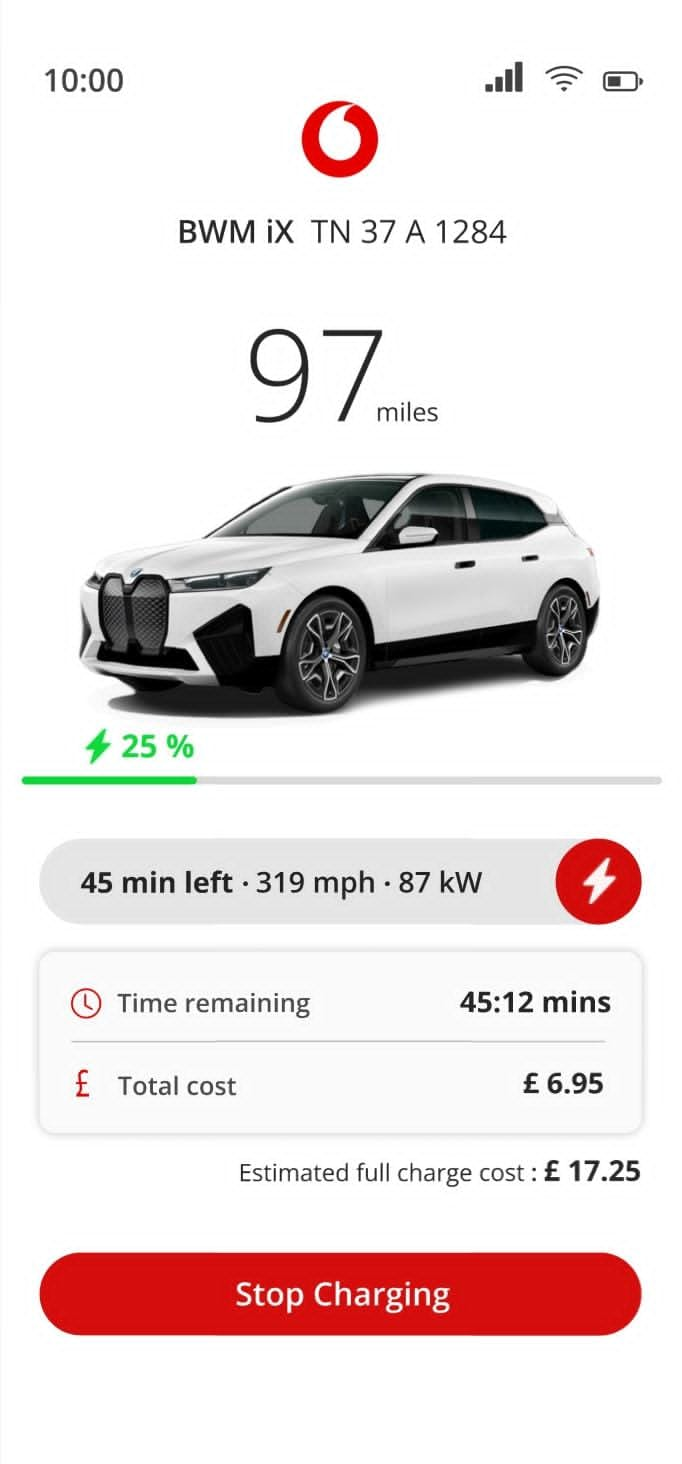 10:00
BWM iX TN 37 A 1284
97 miles
25 %
45 min left · 319 mph · 87 kW
Time remaining 45:12 mins
£ Total cost £ 6.95
Estimated full charge cost : £ 17.25
Stop Charging